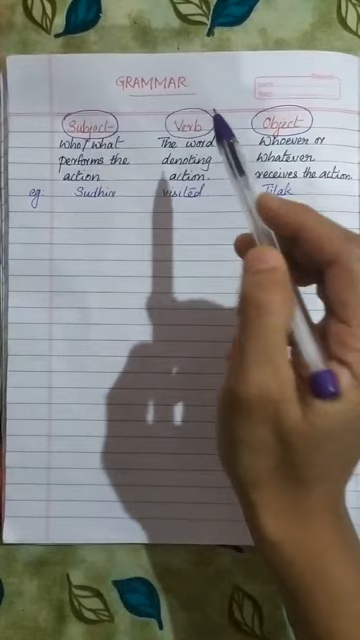 GRAMMAR
Subject Verb Object
Who/what The word Whoever or
performs the denoting whatever
action action. receives the action.
eg: Sudhir visited Tilak